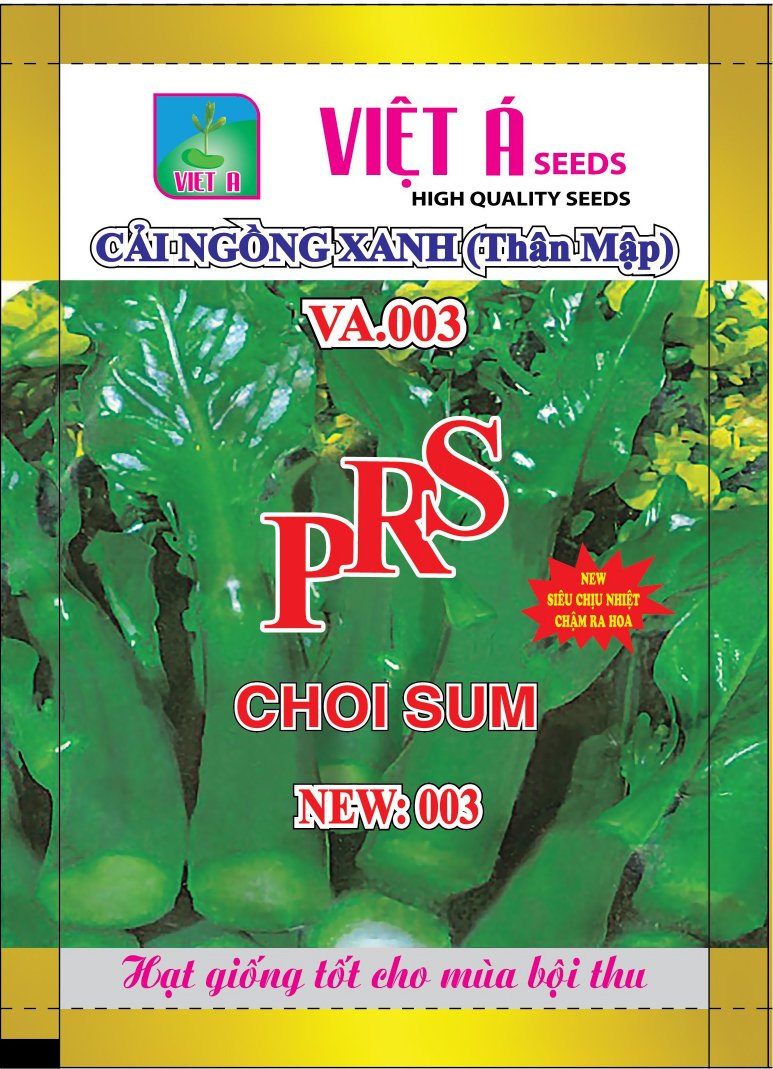 VIỆT Á
VIỆT Á SEEDS
HIGH QUALITY SEEDS
CẢI NGỒNG XANH (Thân Mập)
VA.003
PRS
NEW
SIÊU CHỊU NHIỆT
CHẬM RA HOA
CHOI SUM
NEW: 003
Hạt giống tốt cho mùa bội thu